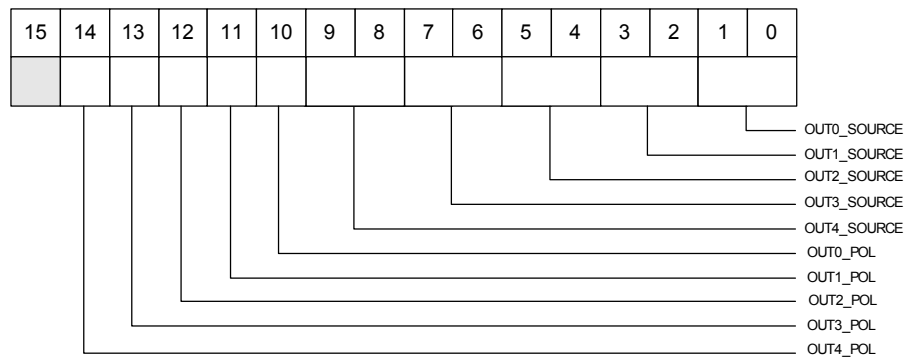 15 14 13 12 11 10 9 8 7 6 5 4 3 2 1 0
OUT0_SOURCE
OUT1_SOURCE
OUT2_SOURCE
OUT3_SOURCE
OUT4_SOURCE
OUT0_POL
OUT1_POL
OUT2_POL
OUT3_POL
OUT4_POL